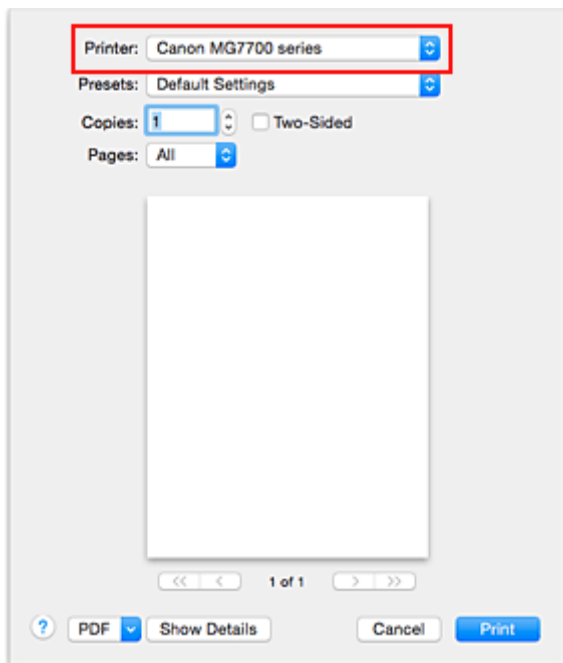 Printer: Canon MG7700 series
Presets: Default Settings
Copies: 1 Two-Sided
Pages: All
<< < 1 of 1 > >>
? PDF Show Details Cancel Print